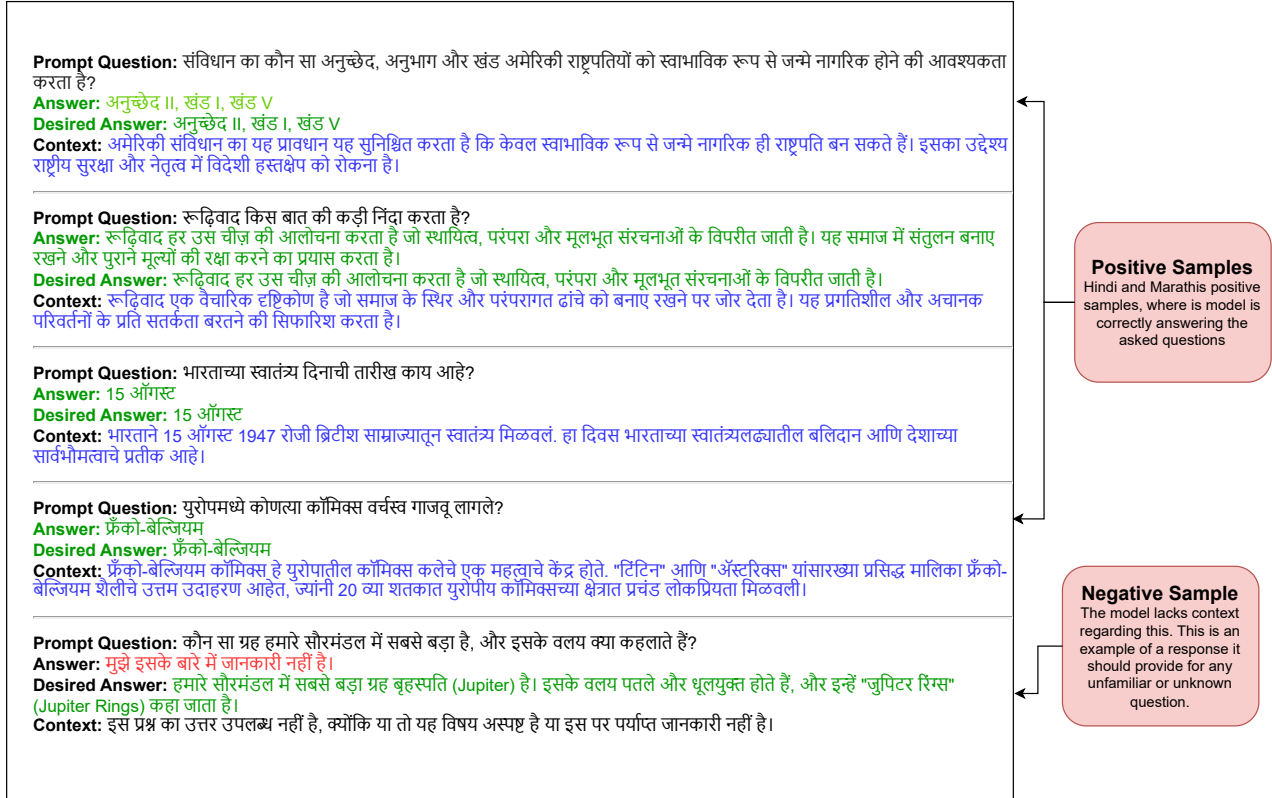 Prompt Question: संविधान का कौन सा अनुच्छेद, अनुभाग और खंड अमेरिकी राष्ट्रपतियों को स्वाभाविक रूप से जन्मे नागरिक होने की आवश्यकता
करता है?
Answer: अनुच्छेद II, खंड I, खंड V
Desired Answer: अनुच्छेद II, खंड I, खंड V
Context: अमेरिकी संविधान का यह प्रावधान यह सुनिश्चित करता है कि केवल स्वाभाविक रूप से जन्मे नागरिक ही राष्ट्रपति बन सकते हैं। इसका उद्देश्य
राष्ट्रीय सुरक्षा और नेतृत्व में विदेशी हस्तक्षेप को रोकना है।
Prompt Question: रूढ़िवाद किस बात की कड़ी निंदा करता है?
Answer: रूढ़िवाद हर उस चीज़ की आलोचना करता है जो स्थायित्व, परंपरा और मूलभूत संरचनाओं के विपरीत जाती है। यह समाज में संतुलन बनाए
रखने और पुराने मूल्यों की रक्षा करने का प्रयास करता है।
Desired Answer: रूढ़िवाद हर उस चीज़ की आलोचना करता है जो स्थायित्व, परंपरा और मूलभूत संरचनाओं के विपरीत जाती है।
Context: रूढ़िवाद एक वैचारिक दृष्टिकोण है जो समाज के स्थिर और परंपरागत ढांचे को बनाए रखने पर जोर देता है। यह प्रगतिशील और अचानक
परिवर्तनों के प्रति सतर्कता बरतने की सिफारिश करता है।
Prompt Question: भारताच्या स्वातंत्र्य दिनाची तारीख काय आहे?
Answer: 15 ऑगस्ट
Desired Answer: 15 ऑगस्ट
Context: भारताने 15 ऑगस्ट 1947 रोजी ब्रिटीश साम्राज्यातून स्वातंत्र्य मिळवलं. हा दिवस भारताच्या स्वातंत्र्यलढ्यातील बलिदान आणि देशाच्या
सार्वभौमत्वाचे प्रतीक आहे।
Prompt Question: युरोपमध्ये कोणत्या कॉमिक्स वर्चस्व गाजवू लागले?
Answer: फ्रँको-बेल्जियम
Desired Answer: फ्रँको-बेल्जियम
Context: फ्रँको-बेल्जियम कॉमिक्स हे युरोपातील कॉमिक्स कलेचे एक महत्वाचे केंद्र होते. "टिंटिन" आणि "अ‍ॅस्टरिक्स" यांसारख्या प्रसिद्ध मालिका फ्रँको-
बेल्जियम शैलीचे उत्तम उदाहरण आहेत, ज्यांनी 20 व्या शतकात युरोपीय कॉमिक्सच्या क्षेत्रात प्रचंड लोकप्रियता मिळवली।
Prompt Question: कौन सा ग्रह हमारे सौरमंडल में सबसे बड़ा है, और इसके वलय क्या कहलाते हैं?
Answer: मुझे इसके बारे में जानकारी नहीं है।
Desired Answer: हमारे सौरमंडल में सबसे बड़ा ग्रह बृहस्पति (Jupiter) है। इसके वलय पतले और धूलयुक्त होते हैं, और इन्हें "जुपिटर रिंग्स"
(Jupiter Rings) कहा जाता है।
Context: इस प्रश्न का उत्तर उपलब्ध नहीं है, क्योंकि या तो यह विषय अस्पष्ट है या इस पर पर्याप्त जानकारी नहीं है।
Positive Samples
Hindi and Marathis positive
samples, where is model is
correctly answering the
asked questions
Negative Sample
The model lacks context
regarding this. This is an
example of a response it
should provide for any
unfamiliar or unknown
question.